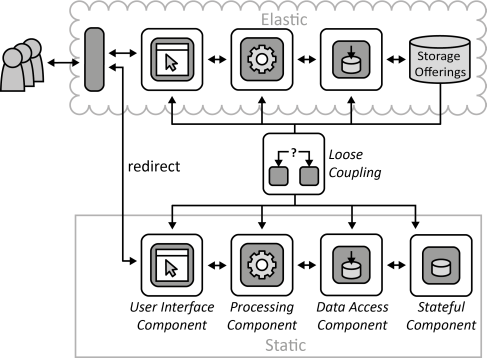 Elastic
Storage
Offerings
?
Loose
Coupling
redirect
User Interface
Component
Processing
Component
Data Access
Component
Stateful
Component
Static